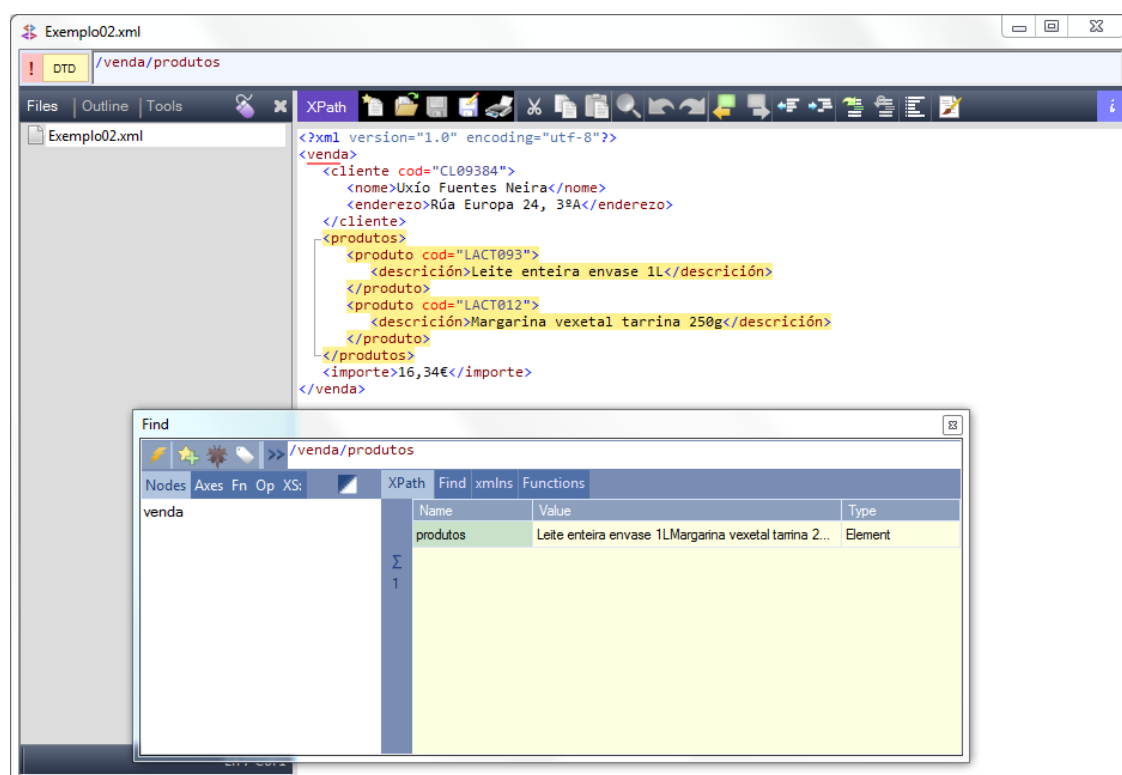 Exemplo02.xml
! DTD /venda/produtos
Files | Outline | Tools XPath
Exemplo02.xml
<?xml version="1.0" encoding="utf-8"?>
<venda>
<cliente cod="CL09384">
<nome>Uxío Fuentes Neira</nome>
<enderezo>Rúa Europa 24, 3ºA</enderezo>
</cliente>
<produtos>
<produto cod="LACT093">
<descrición>Leite enteira envase 1L</descrición>
</produto>
<produto cod="LACT012">
<descrición>Margarina vexetal tarrina 250g</descrición>
</produto>
</produtos>
<importe>16,34€</importe>
</venda>
Find
>> /venda/produtos
Nodes Axes Fn Op XS: XPath Find xmlns Functions
venda
Name Value Type
produtos Leite enteira envase 1LMargarina vexetal tarrina 2... Element
Σ
1